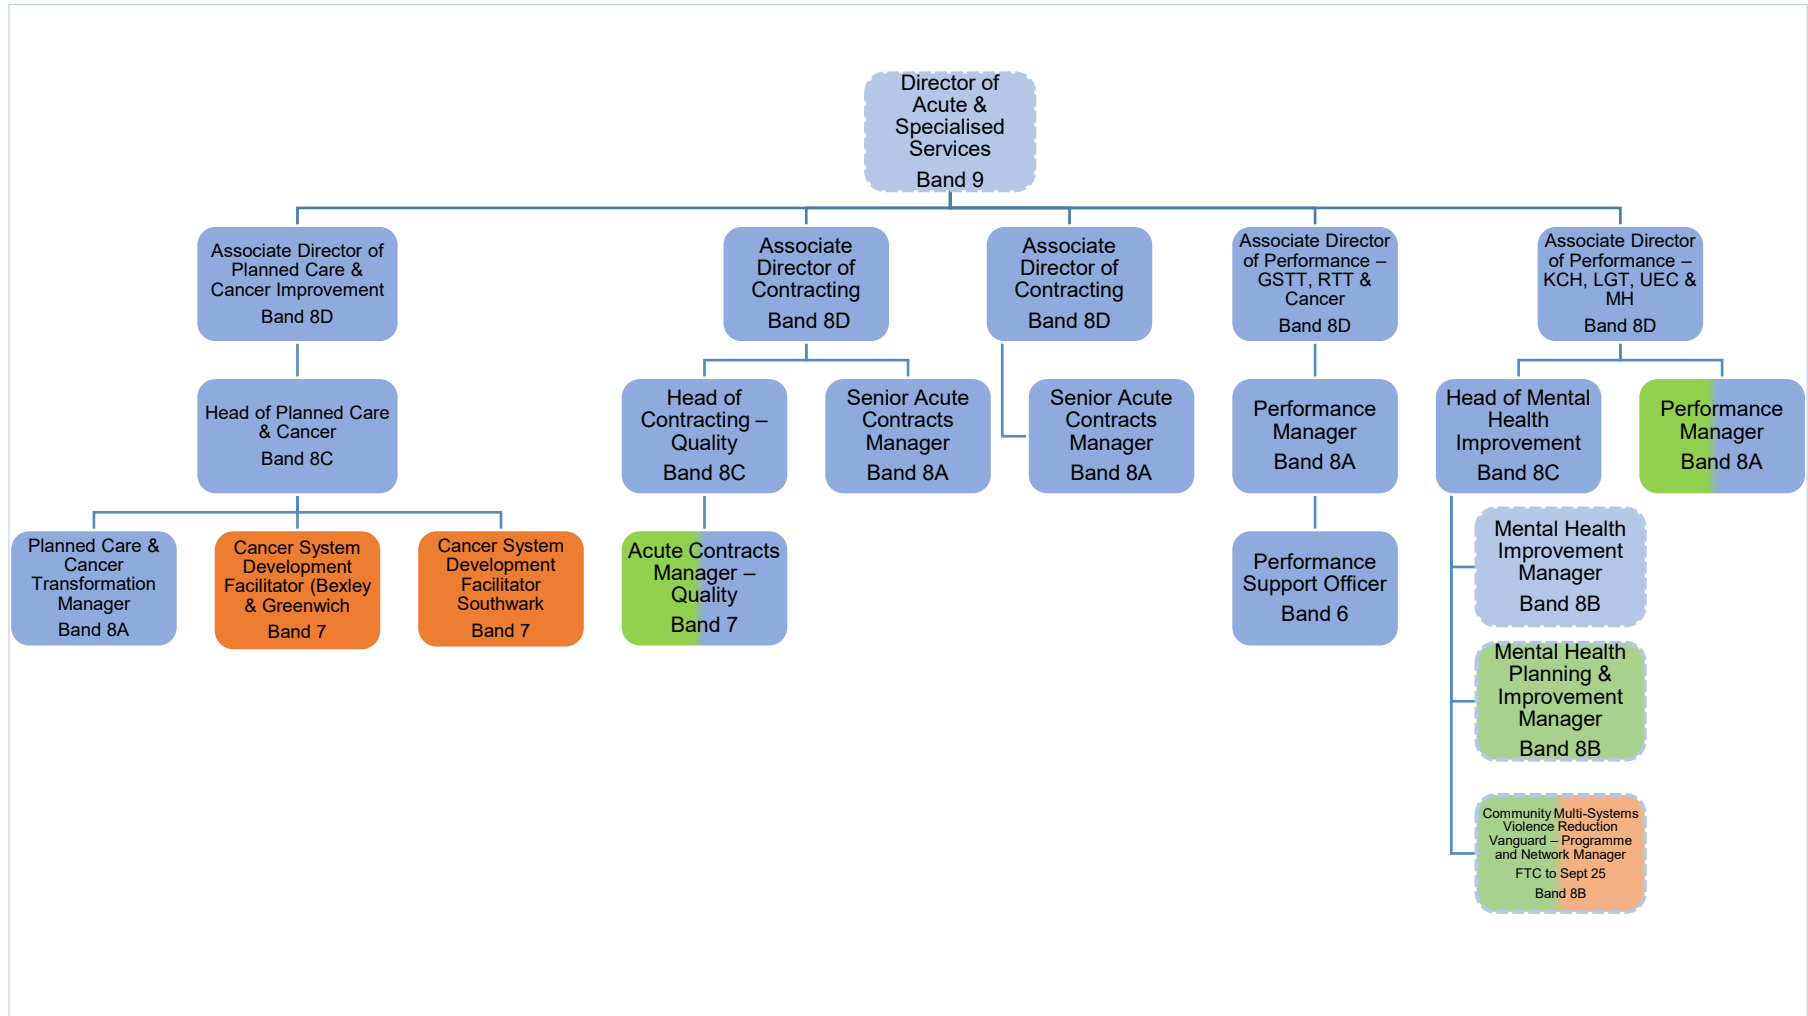 Director of
Acute &
Specialised
Services
Band 9
Associate Director of
Planned Care &
Cancer Improvement
Band 8D
Associate
Director of
Contracting
Band 8D
Associate
Director of
Contracting
Band 8D
Associate Director
of Performance –
GSTT, RTT &
Cancer
Band 8D
Associate Director
of Performance –
KCH, LGT, UEC &
MH
Band 8D
Head of Planned Care
& Cancer
Band 8C
Head of
Contracting –
Quality
Band 8C
Senior Acute
Contracts
Manager
Band 8A
Senior Acute
Contracts
Manager
Band 8A
Performance
Manager
Band 8A
Head of Mental
Health
Improvement
Band 8C
Performance
Manager
Band 8A
Planned Care &
Cancer
Transformation
Manager
Band 8A
Cancer System
Development
Facilitator (Bexley
& Greenwich
Band 7
Cancer System
Development
Facilitator
Southwark
Band 7
Acute Contracts
Manager –
Quality
Band 7
Performance
Support Officer
Band 6
Mental Health
Improvement
Manager
Band 8B
Mental Health
Planning &
Improvement
Manager
Band 8B
Community Multi-Systems
Violence Reduction
Vanguard – Programme
and Network Manager
FTC to Sept 25
Band 8B